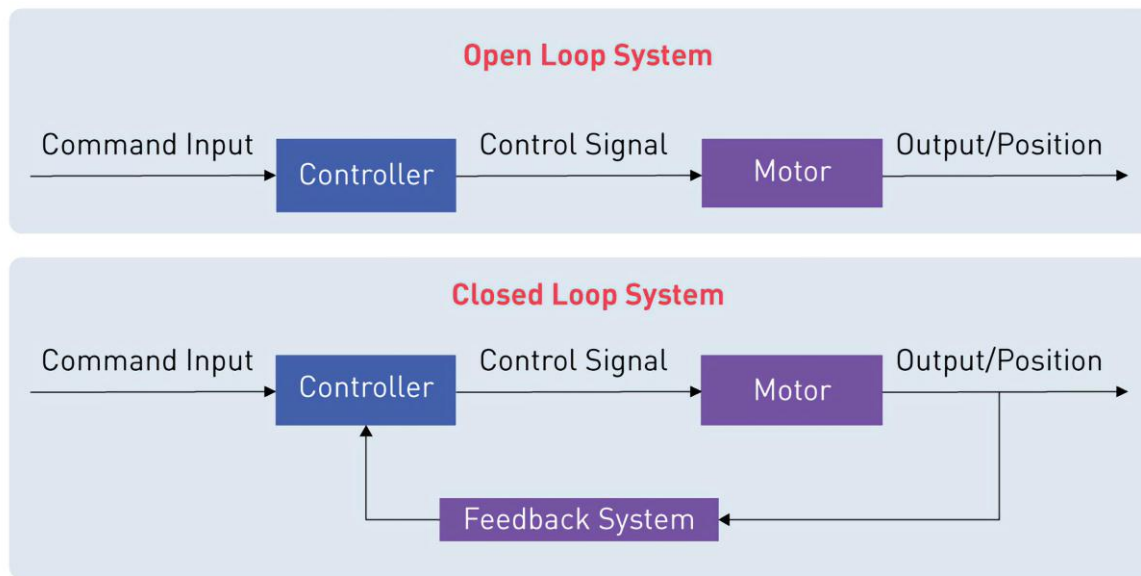 Open Loop System
Command Input
Controller
Control Signal
Motor
Output/Position
Closed Loop System
Command Input
Controller
Control Signal
Motor
Output/Position
Feedback System